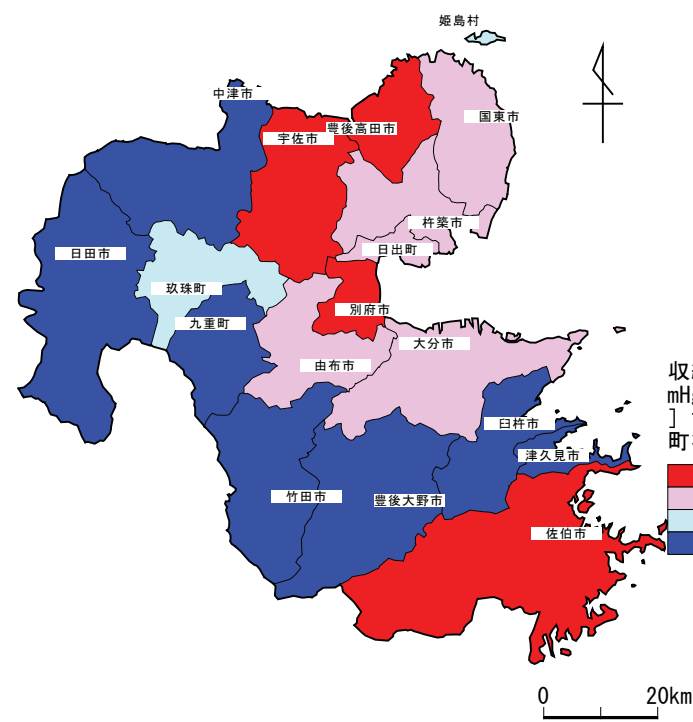 姫島村
中津市
国東市
豊後高田市
宇佐市
杵築市
日田市
日出町
玖珠町
別府市
九重町
大分市
由布市
収
mH
]
町
臼杵市
津久見市
竹田市
豊後大野市
佐伯市
0 20km